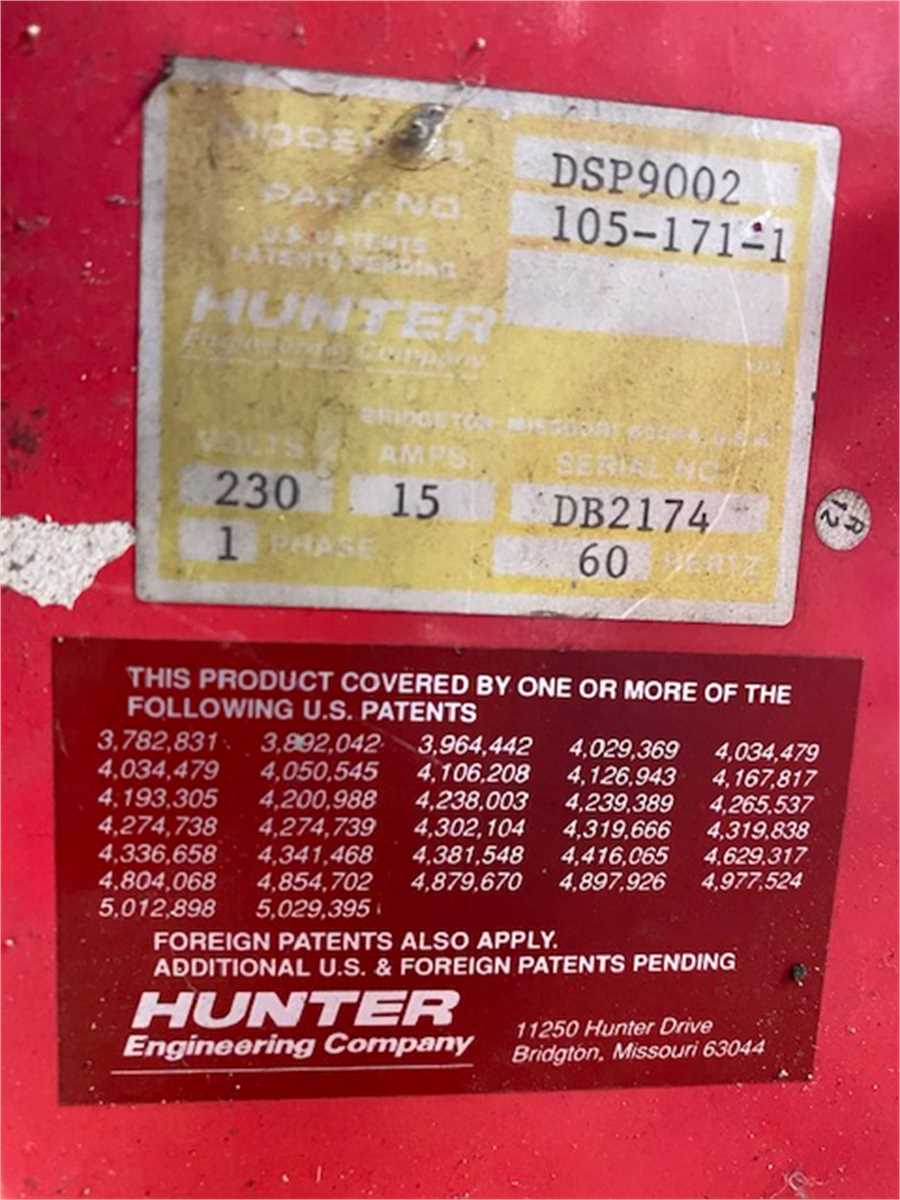 MODEL NO.
DSP9002
PART NO.
105-171-1
U.S. PATENTS
PATENTS PENDING
HUNTER
Engineering Company
BRIDGETON, MISSOURI 63044, U.S.A.
VOLTS AMPS. SERIAL NO.
230 15 DB2174
1 PHASE 60 HERTZ
R
12
THIS PRODUCT COVERED BY ONE OR MORE OF THE
FOLLOWING U.S. PATENTS
3,782,831 3,892,042 3,964,442 4,029,369 4,034,479
4,034,479 4,050,545 4,106,208 4,126,943 4,167,817
4,193,305 4,200,988 4,238,003 4,239,389 4,265,537
4,274,738 4,274,739 4,302,104 4,319,666 4,319,838
4,336,658 4,341,468 4,381,548 4,416,065 4,629,317
4,804,068 4,854,702 4,879,670 4,897,926 4,977,524
5,012,898 5,029,395
FOREIGN PATENTS ALSO APPLY.
ADDITIONAL U.S. & FOREIGN PATENTS PENDING
HUNTER
Engineering Company
11250 Hunter Drive
Bridgton, Missouri 63044